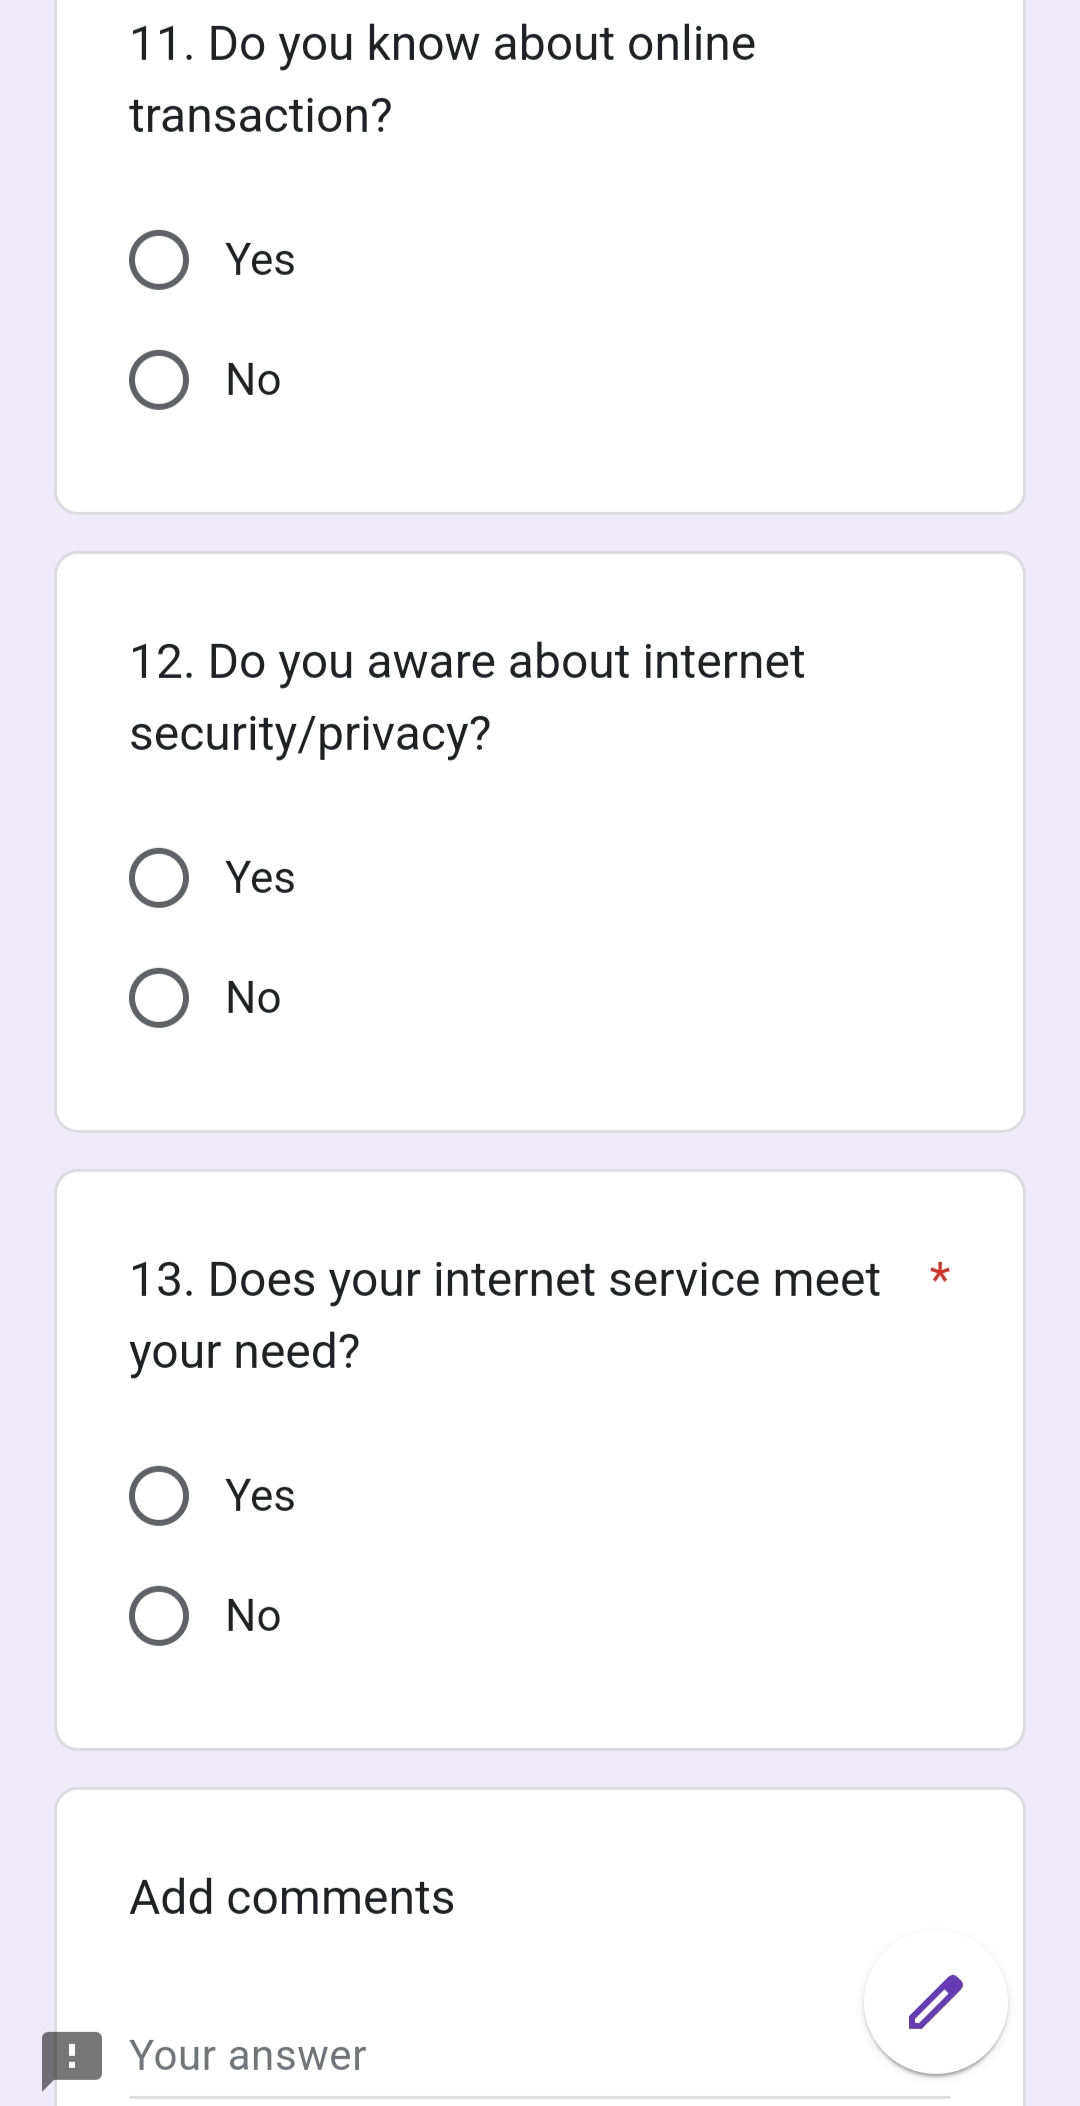 11. Do you know about online
transaction?
Yes
No
12. Do you aware about internet
security/privacy?
Yes
No
13. Does your internet service meet *
your need?
Yes
No
Add comments
Your answer